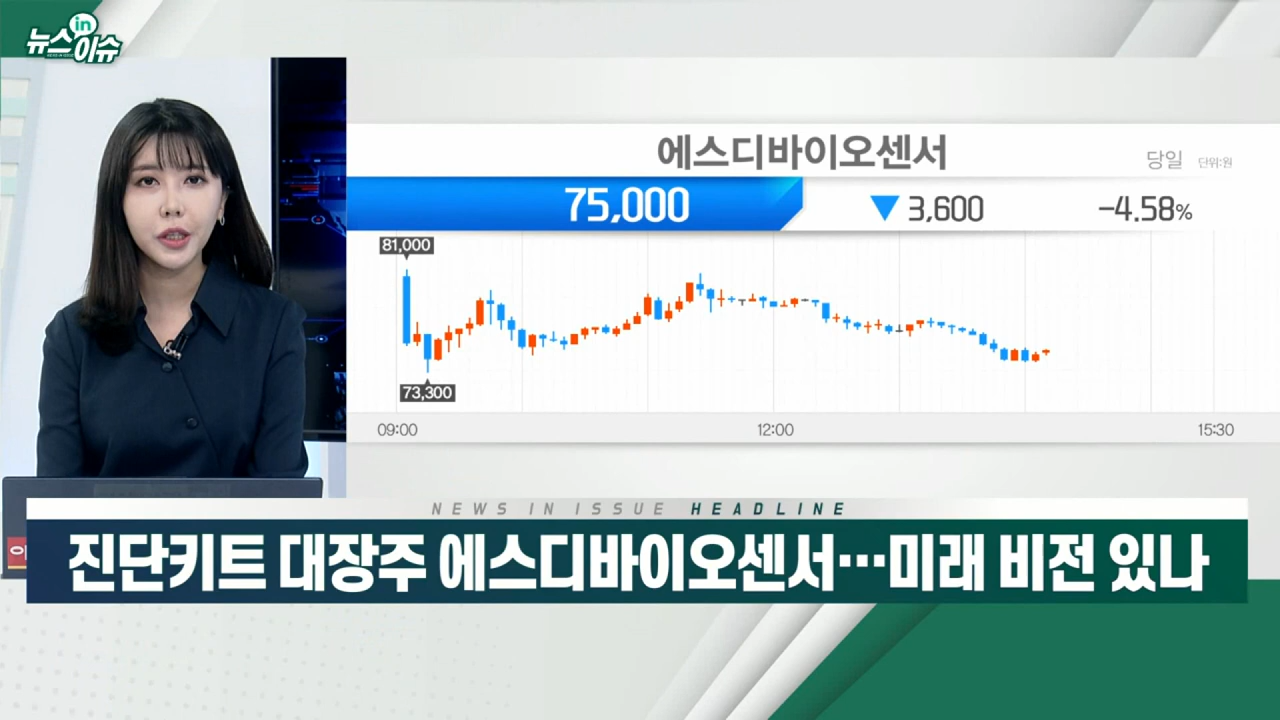 뉴스in이슈
에스디바이오센서
당일 단위:원
75,000 ▼3,600 -4.58%
81,000
73,300
09:00 12:00 15:30
NEWS IN ISSUE HEADLINE
진단키트 대장주 에스디바이오센서…미래 비전 있나